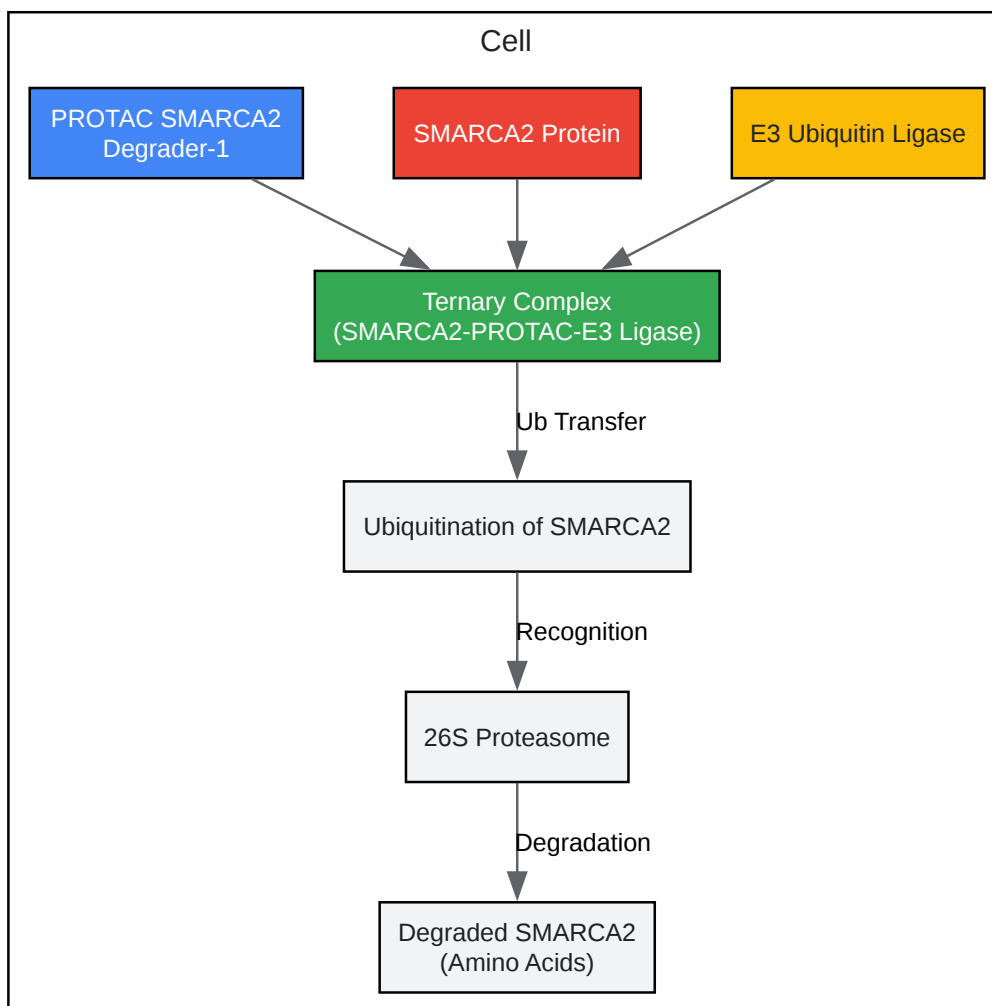 Cell
PROTAC SMARCA2
Degrader-1
SMARCA2 Protein
E3 Ubiquitin Ligase
Ternary Complex
(SMARCA2-PROTAC-E3 Ligase)
Ub Transfer
Ubiquitination of SMARCA2
Recognition
26S Proteasome
Degradation
Degraded SMARCA2
(Amino Acids)